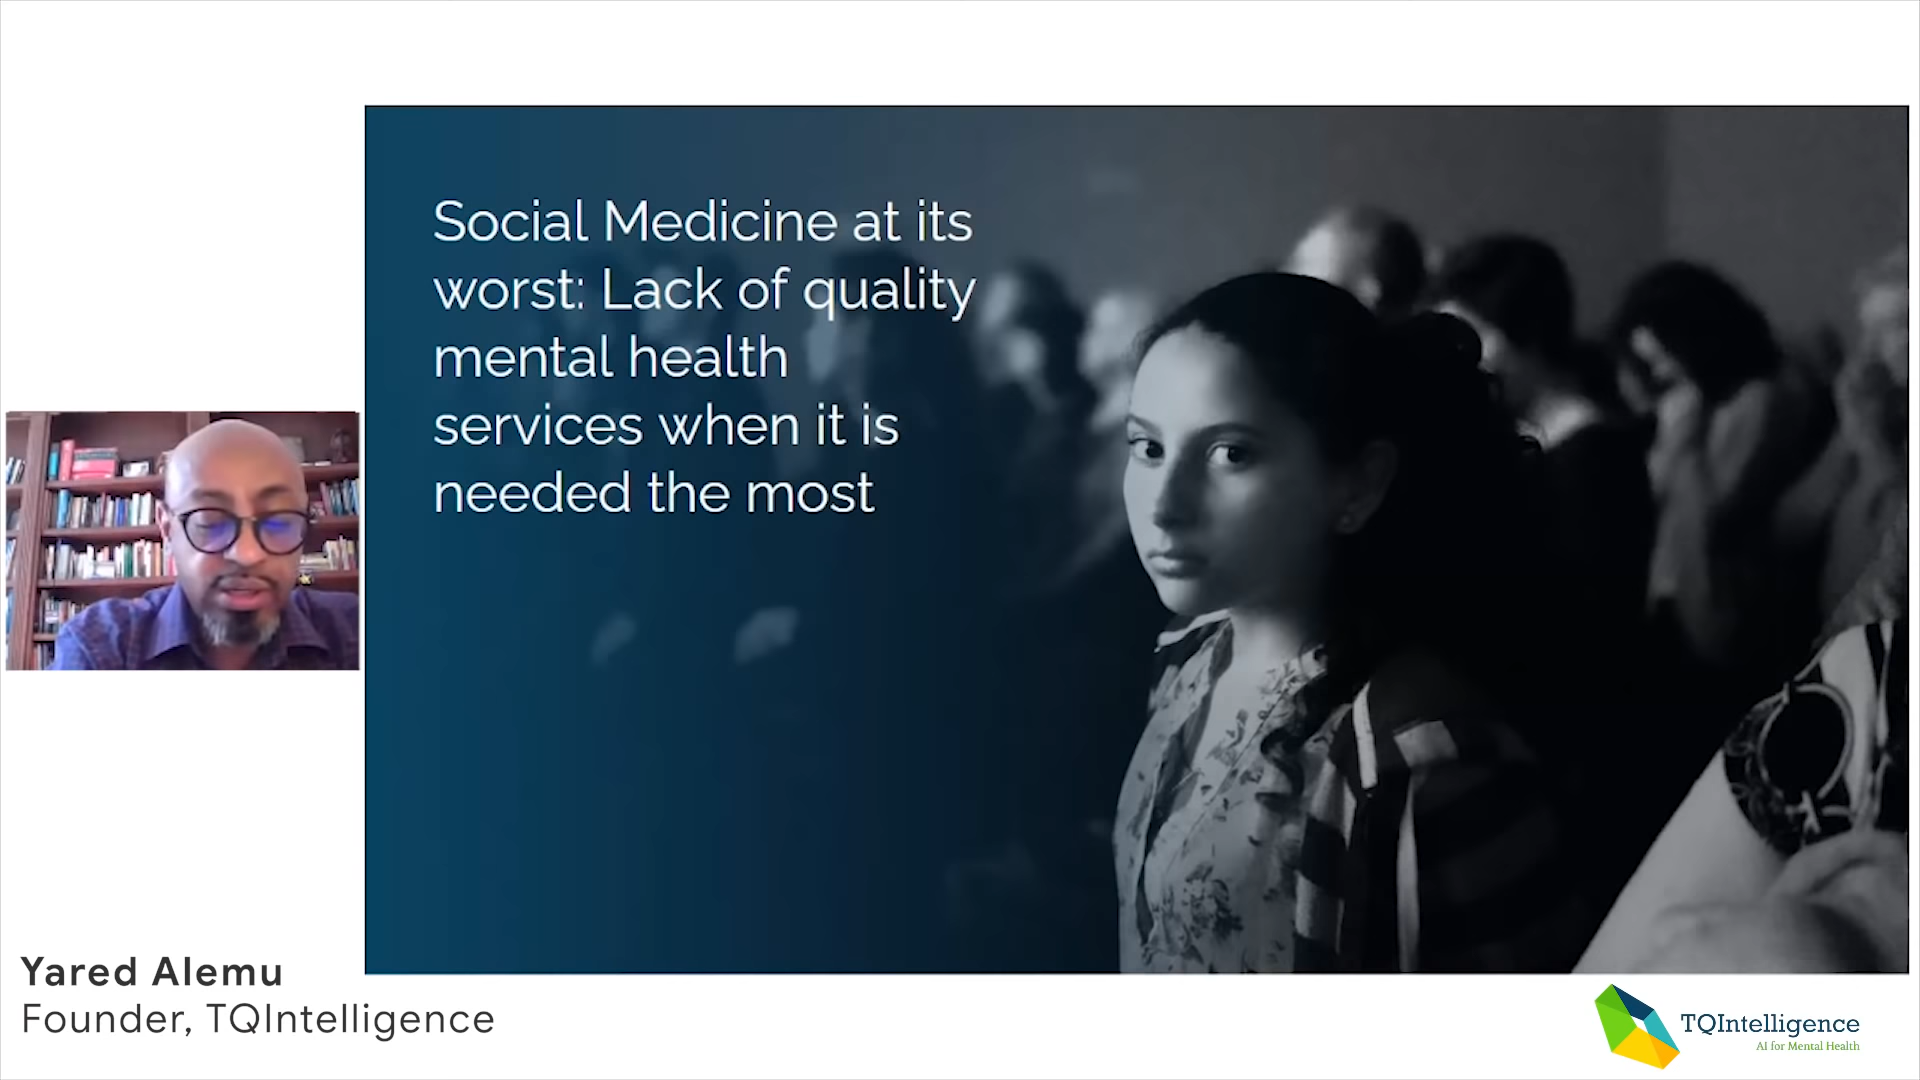 Social Medicine at its
worst: Lack of quality
mental health
services when it is
needed the most
Yared Alemu
Founder, TQIntelligence
TQIntelligence
AI for Mental Health